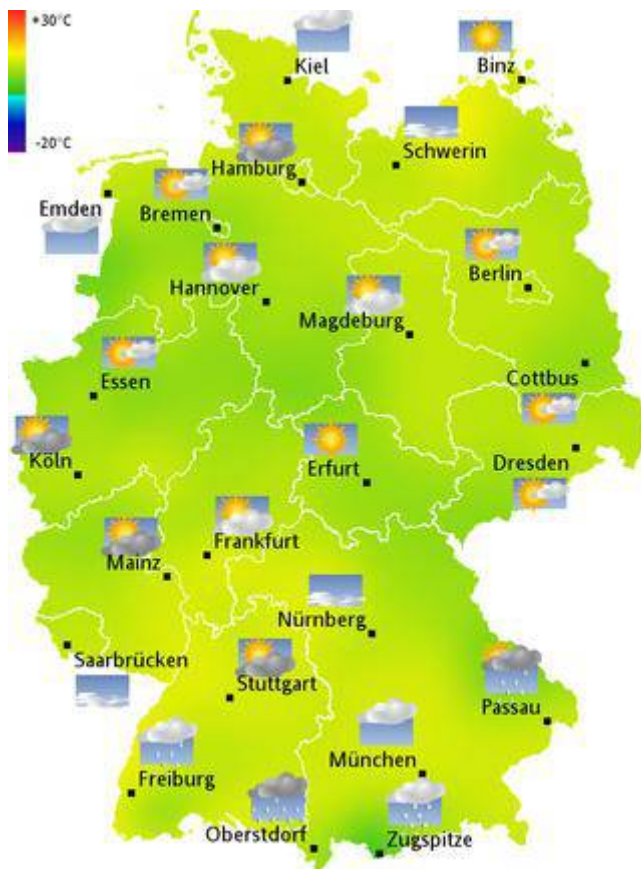 +30°C
Kiel
Binz
-20°C
Schwerin
Hamburg
Emden
Bremen
Berlin
Hannover
Magdeburg
Essen
Cottbus
Köln
Erfurt
Dresden
Frankfurt
Mainz
Nürnberg
Saarbrücken
Stuttgart
Passau
München
Freiburg
Oberstdorf
Zugspitze